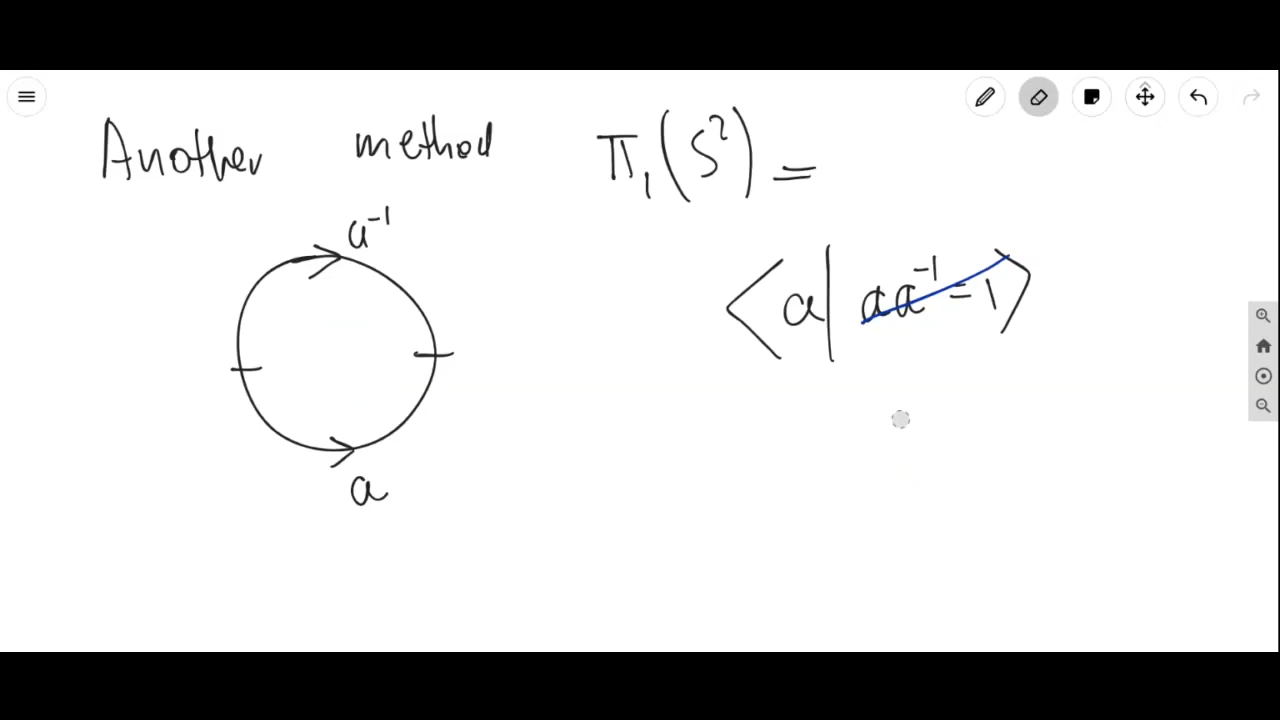 Another method π₁(S²) =
a⁻¹
⟨a| aa⁻¹=1⟩
a